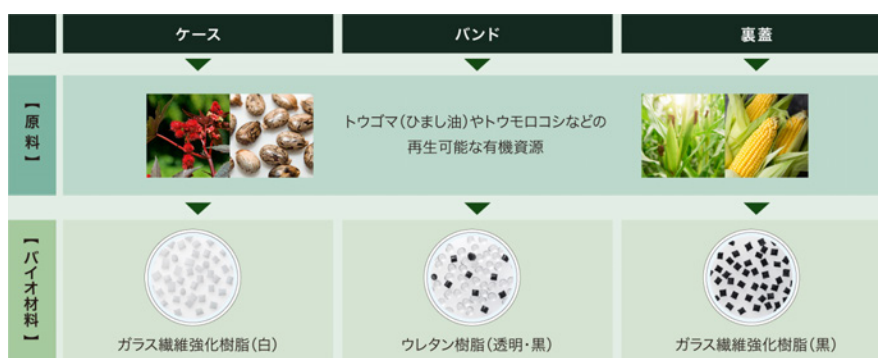 ケース
バンド
裏蓋
【原料】
トウゴマ（ひまし油）やトウモロコシなどの
再生可能な有機資源
【バイオ材料】
ガラス繊維強化樹脂（白）
ウレタン樹脂（透明・黒）
ガラス繊維強化樹脂（黒）